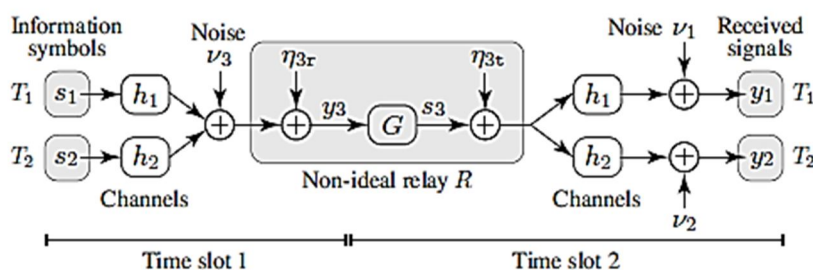 Information symbols
Noise ν₃
η₃ᵣ
η₃ₜ
Noise ν₁
Received signals
T₁ s₁ h₁
y₃ G s₃
h₁ y₁ T₁
T₂ s₂ h₂
h₂ y₂ T₂
Channels
Non-ideal relay R
Channels
ν₂
Time slot 1
Time slot 2